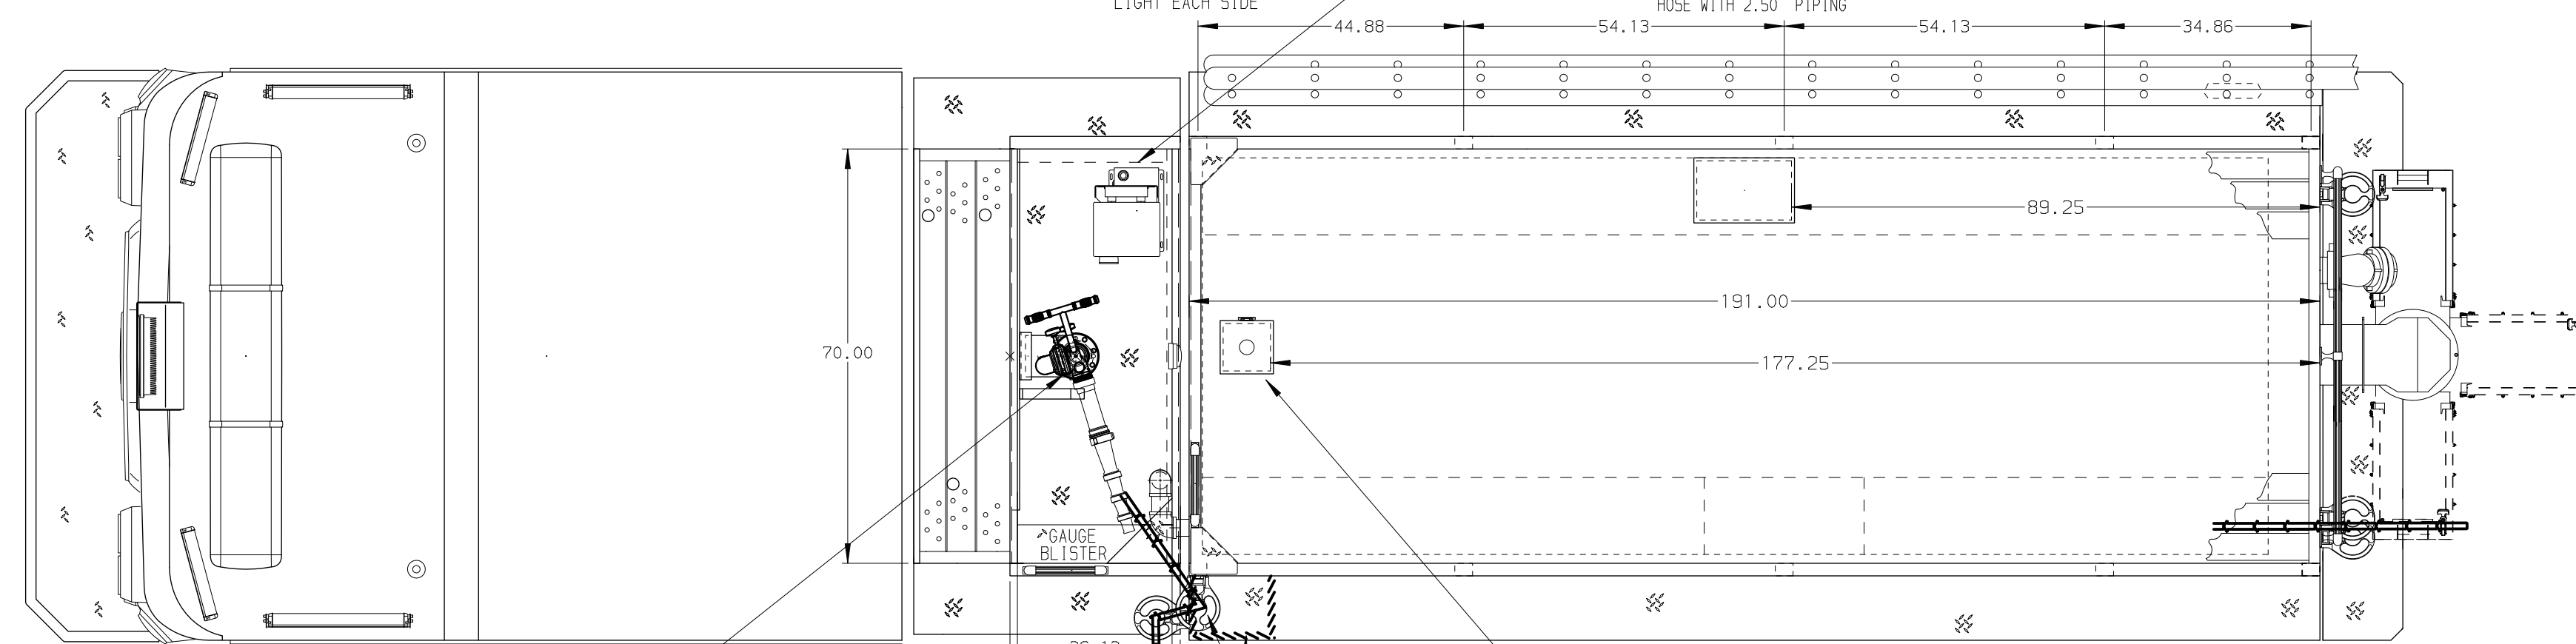 LIGHT EACH SIDE
HOSE WITH 2.50" PIPING
44.88
54.13
54.13
34.86
89.25
191.00
70.00
177.25
GAUGE
BLISTER